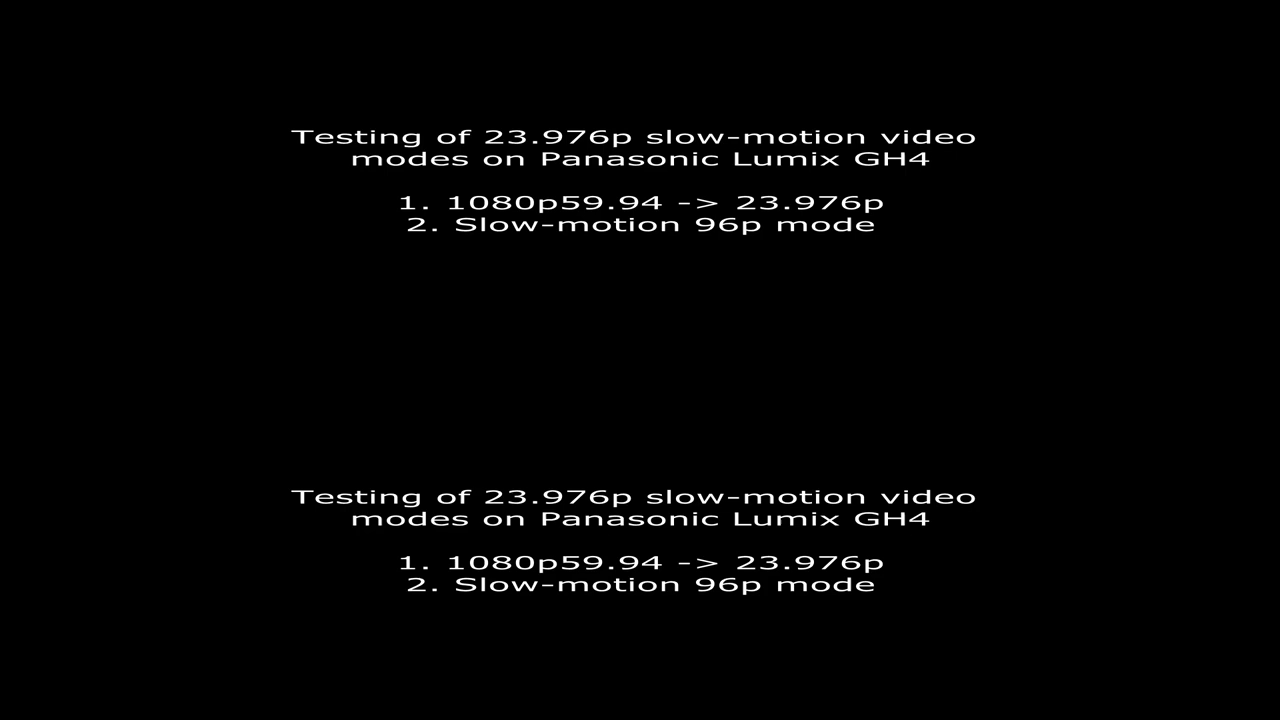 Testing of 23.976p slow-motion video
modes on Panasonic Lumix GH4
1. 1080p59.94 -> 23.976p
2. Slow-motion 96p mode
Testing of 23.976p slow-motion video
modes on Panasonic Lumix GH4
1. 1080p59.94 -> 23.976p
2. Slow-motion 96p mode